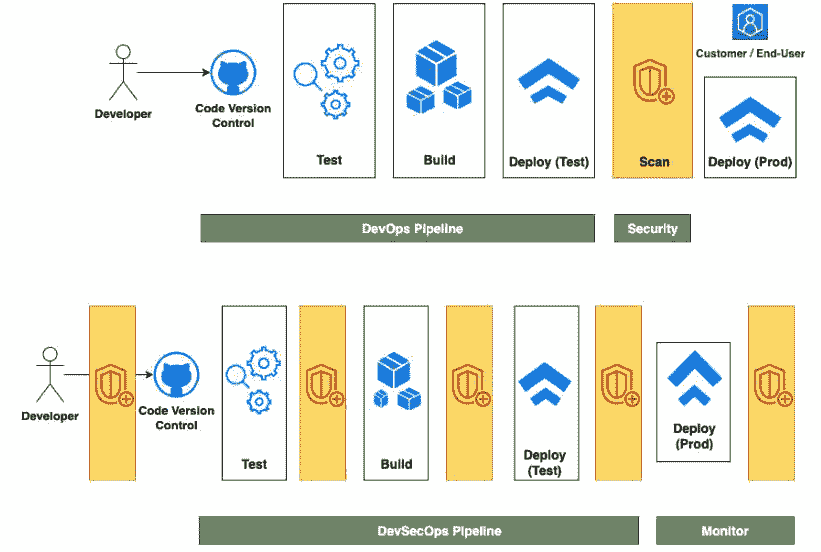 Customer / End-User
Developer
Code Version
Control
Test
Build
Deploy (Test)
Scan
Deploy (Prod)
DevOps Pipeline
Security
Developer
Code Version
Control
Test
Build
Deploy
(Test)
Deploy
(Prod)
DevSecOps Pipeline
Monitor